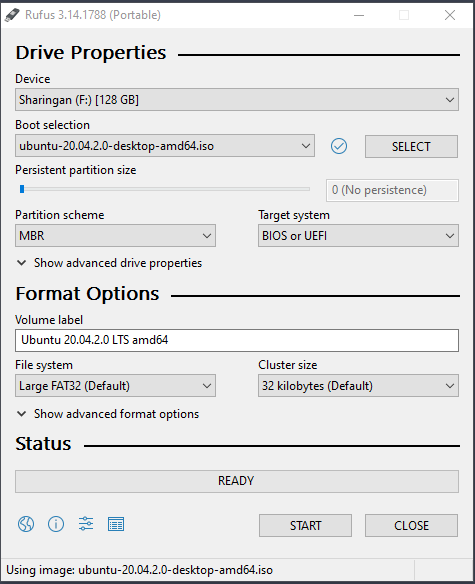 Rufus 3.14.1788 (Portable)
Drive Properties
Device
Sharingan (F:) [128 GB]
Boot selection
ubuntu-20.04.2.0-desktop-amd64.iso
SELECT
Persistent partition size
0 (No persistence)
Partition scheme
Target system
MBR
BIOS or UEFI
Show advanced drive properties
Format Options
Volume label
Ubuntu 20.04.2.0 LTS amd64
File system
Cluster size
Large FAT32 (Default)
32 kilobytes (Default)
Show advanced format options
Status
READY
START
CLOSE
Using image: ubuntu-20.04.2.0-desktop-amd64.iso